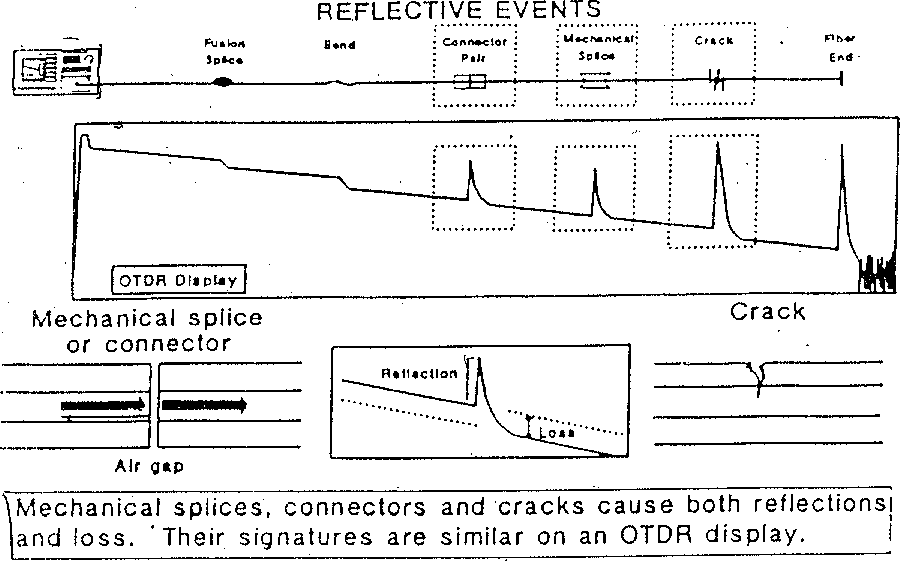 REFLECTIVE EVENTS
Fusion
Splice
Bend
Connector
Pair
Mechanical
Splice
Crack
Fiber
End
OTDR Display
Mechanical splice
or connector
Crack
Reflection
Loss
Air gap
Mechanical splices, connectors and cracks cause both reflections
and loss. Their signatures are similar on an OTDR display.